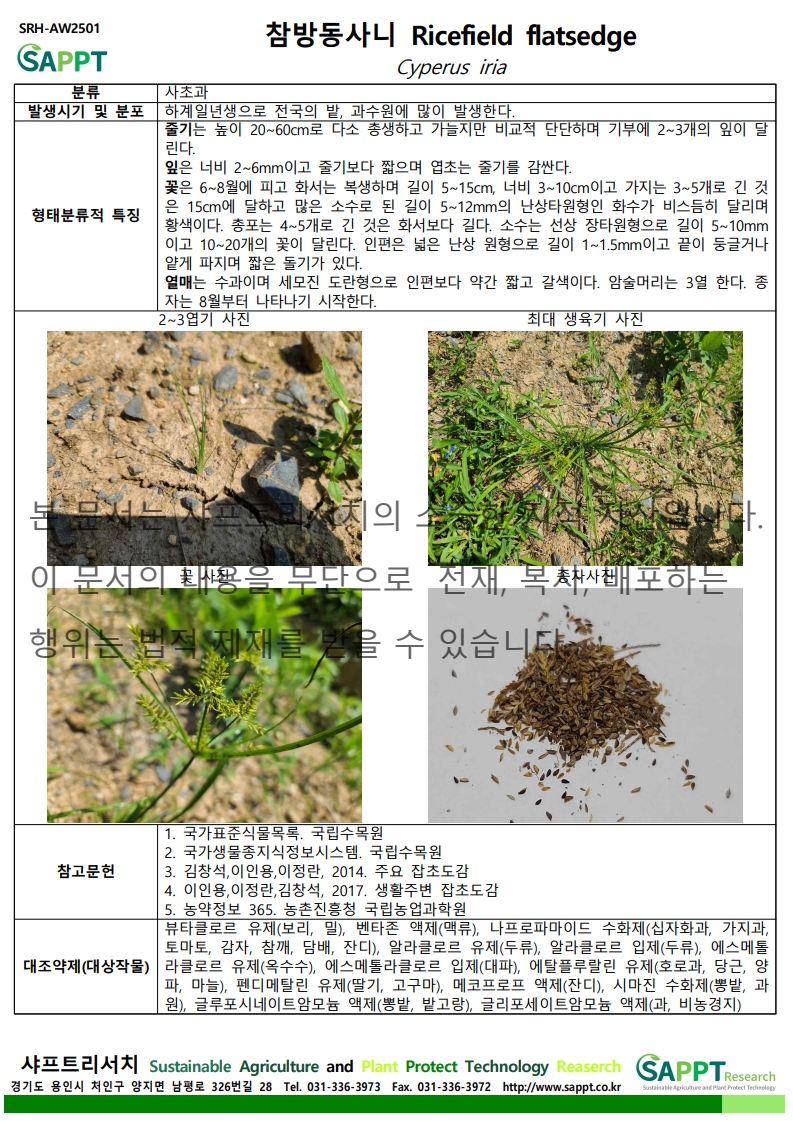 SRH-AW2501
SAPPT
참방동사니 Ricefield flatsedge
Cyperus iria
분류 사초과
발생시기 및 분포 하계일년생으로 전국의 밭, 과수원에 많이 발생한다.
형태분류적 특징
줄기는 높이 20~60cm로 다소 총생하고 가늘지만 비교적 단단하며 기부에 2~3개의 잎이 달
린다.
잎은 너비 2~6mm이고 줄기보다 짧으며 엽초는 줄기를 감싼다.
꽃은 6~8월에 피고 화서는 복생하며 길이 5~15cm, 너비 3~10cm이고 가지는 3~5개로 긴 것
은 15cm에 달하고 많은 소수로 된 길이 5~12mm의 난상타원형인 화수가 비스듬히 달리며
황색이다. 총포는 4~5개로 긴 것은 화서보다 길다. 소수는 선상 장타원형으로 길이 5~10mm
이고 10~20개의 꽃이 달린다. 인편은 넓은 난상 원형으로 길이 1~1.5mm이고 끝이 둥글거나
얕게 파지며 짧은 돌기가 있다.
열매는 수과이며 세모진 도란형으로 인편보다 약간 짧고 갈색이다. 암술머리는 3열 한다. 종
자는 8월부터 나타나기 시작한다.
2~3엽기 사진 최대 생육기 사진
본 문서는 샤프트리서치의 소중한 지적 자산입니다.
꽃 사진 종자사진
이 문서의 내용을 무단으로 전재, 복사, 배포하는
행위는 법적 제재를 받을 수 있습니다.
참고문헌
1. 국가표준식물목록. 국립수목원
2. 국가생물종지식정보시스템. 국립수목원
3. 김창석,이인용,이정란, 2014. 주요 잡초도감
4. 이인용,이정란,김창석, 2017. 생활주변 잡초도감
5. 농약정보 365. 농촌진흥청 국립농업과학원
대조약제(대상작물)
뷰타클로르 유제(보리, 밀), 벤타존 액제(맥류), 나프로파마이드 수화제(십자화과, 가지과,
토마토, 감자, 참깨, 담배, 잔디), 알라클로르 유제(두류), 알라클로르 입제(두류), 에스메톨
라클로르 유제(옥수수), 에스메톨라클로르 입제(대파), 에탈플루랄린 유제(호로과, 당근, 양
파, 마늘), 펜디메탈린 유제(딸기, 고구마), 메코프로프 액제(잔디), 시마진 수화제(뽕밭, 과
원), 글루포시네이트암모늄 액제(뽕밭, 밭고랑), 글리포세이트암모늄 액제(과, 비농경지)
샤프트리서치 Sustainable Agriculture and Plant Protect Technology Reaserch
경기도 용인시 처인구 양지면 남평로 326번길 28 Tel. 031-336-3973 Fax. 031-336-3972 http://www.sappt.co.kr
SAPPT Research
Sustainable Agriculture and Plant Protect Technology